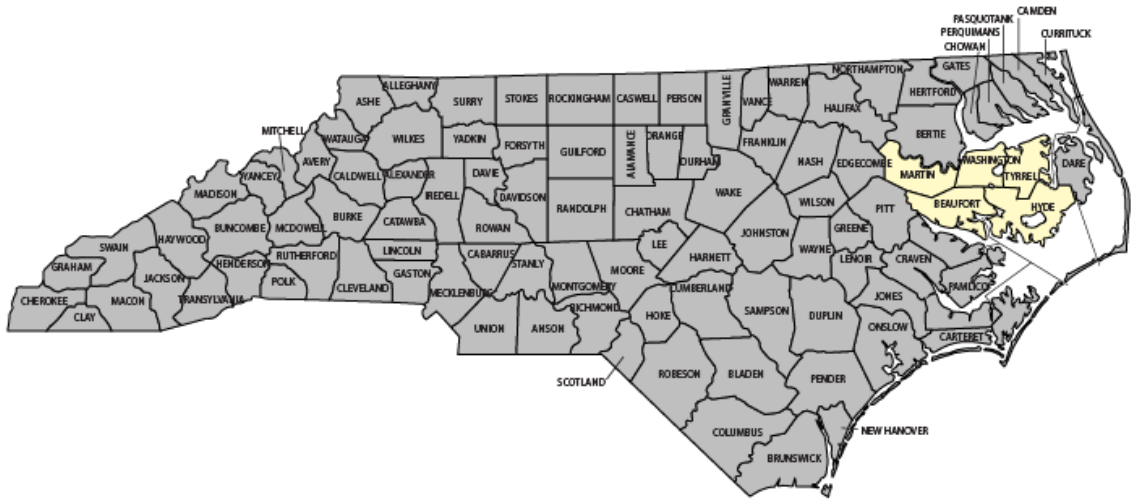 CAMDEN
PASQUOTANK
PERQUIMANS
CURRITUCK
CHOWAN
NORTHAMPTON
GATES
ALLEGHANY
WARREN
HERTFORD
ASHE
SURRY
STOKES
ROCKINGHAM
CASWELL
PERSON
GRANVILLE
VANCE
HALIFAX
MITCHELL
WATAUGA
WILKES
YADKIN
FORSYTH
GUILFORD
ALAMANCE
ORANGE
DURHAM
FRANKLIN
BERTIE
NASH
EDGECOMBE
WASHINGTON
DARE
AVERY
YANCEY
CALDWELL
ALEXANDER
DAVIE
MARTIN
TYRREL
MADISON
IREDELL
DAVIDSON
WAKE
WILSON
BEAUFORT
HYDE
BURKE
CATAWBA
RANDOLPH
CHATHAM
PITT
BUNCOMBE
MCDOWELL
ROWAN
GREENE
JOHNSTON
HAYWOOD
SWAIN
LINCOLN
CABARRUS
LEE
WAYNE
LENOIR
CRAVEN
RUTHERFORD
HENDERSON
STANLY
HARNETT
GRAHAM
JACKSON
POLK
CLEVELAND
GASTON
MOORE
MONTGOMERY
CUMBERLAND
PAMLICO
CHEROKEE
MACON
TRANSYLVANIA
MECKLENBURG
JONES
CLAY
RICHMOND
HOKE
SAMPSON
DUPLIN
UNION
ANSON
ONSLOW
CARTERET
SCOTLAND
ROBESON
BLADEN
PENDER
COLUMBUS
NEW HANOVER
BRUNSWICK